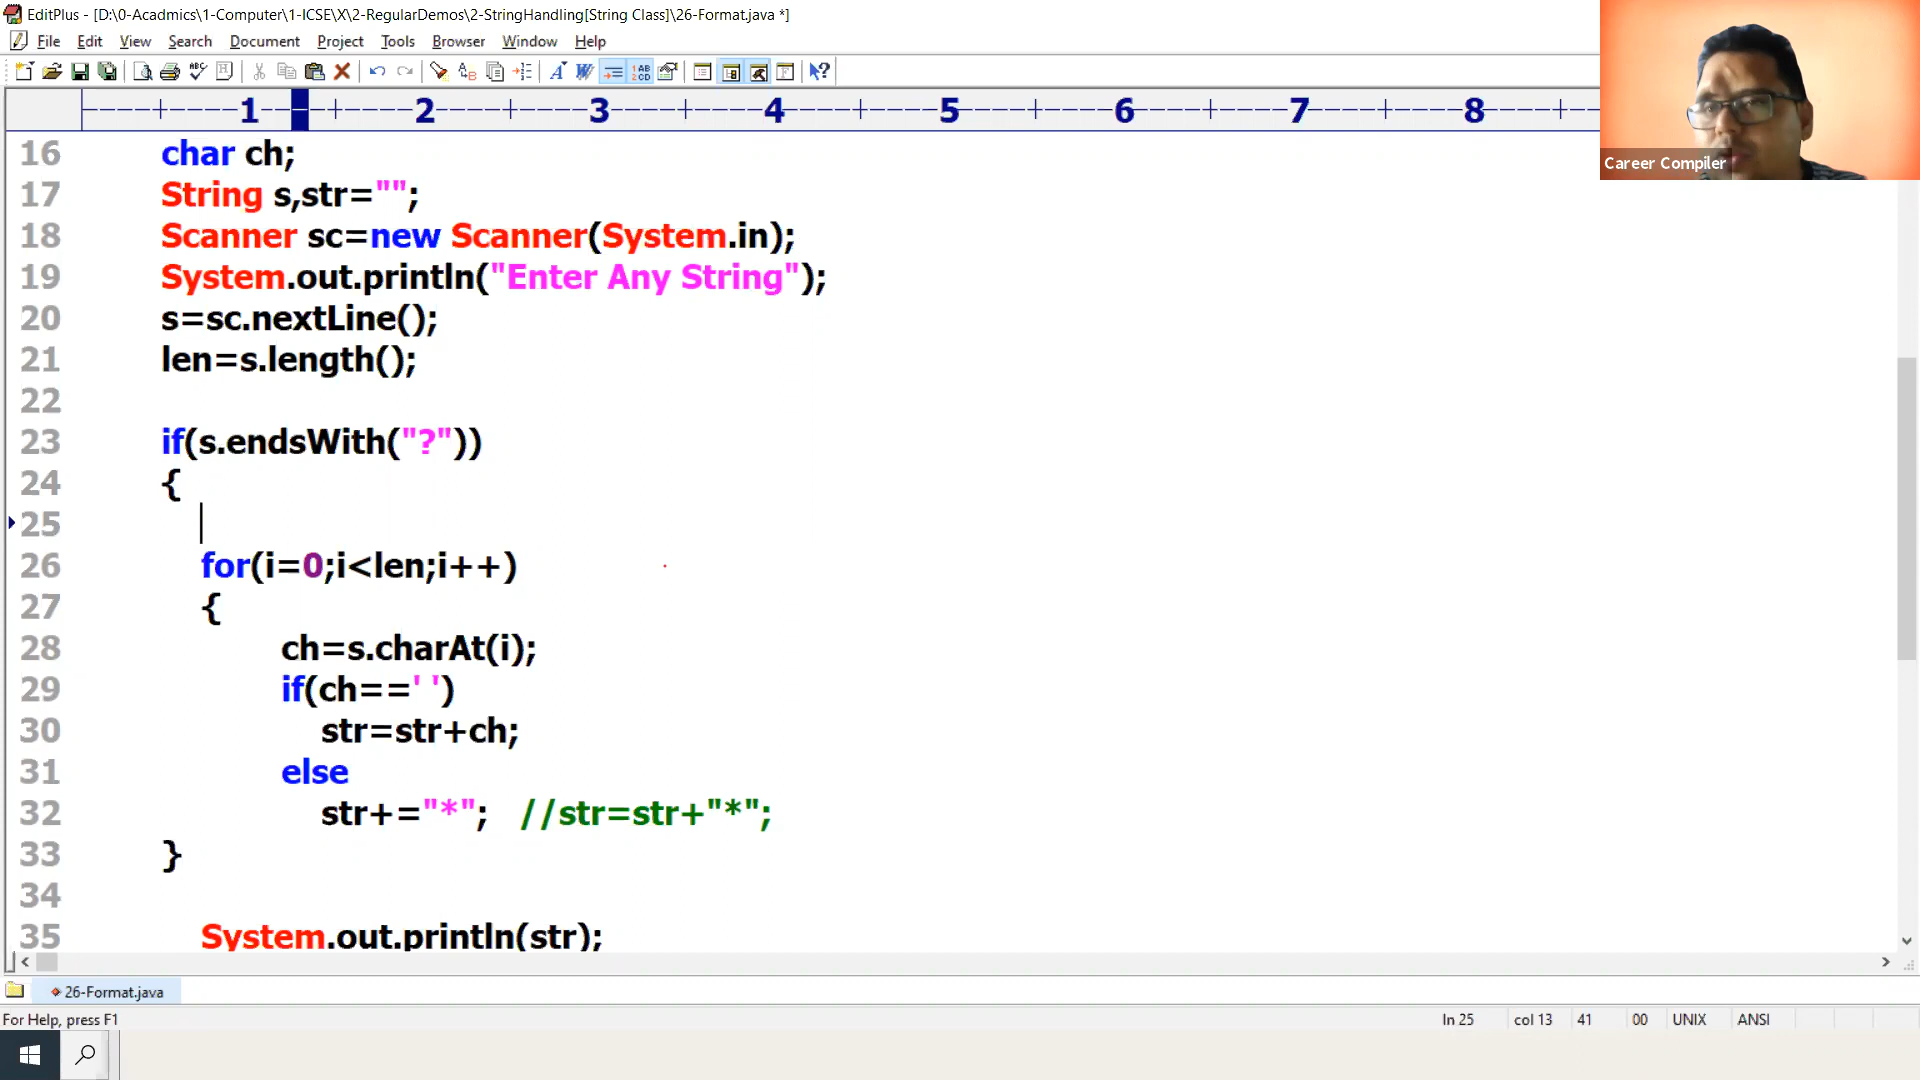 EditPlus - [D:\0-Acadmics\1-Computer\1-ICSE\X\2-RegularDemos\2-StringHandling[String Class]\26-Format.java *]
File Edit View Search Document Project Tools Browser Window Help
----+----1----+----2----+----3----+----4----+----5----+----6----+----7----+----8----+--
Career Compiler
16 char ch;
17 String s,str="";
18 Scanner sc=new Scanner(System.in);
19 System.out.println("Enter Any String");
20 s=sc.nextLine();
21 len=s.length();
22
23 if(s.endsWith("?"))
24 {
25
26 for(i=0;i<len;i++)
27 {
28 ch=s.charAt(i);
29 if(ch==' ')
30 str=str+ch;
31 else
32 str+="*"; //str=str+"*";
33 }
34
35 System.out.println(str);
26-Format.java
For Help, press F1 ln 25 col 13 41 00 UNIX ANSI